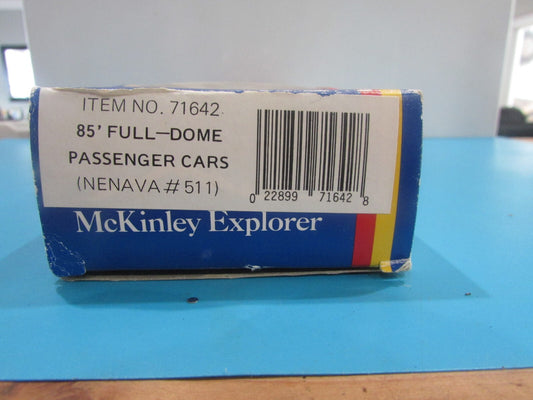 ITEM NO. 71642
85' FULL—DOME
PASSENGER CARS
(NENAVA # 511)
0 22899 71642 8
McKinley Explorer